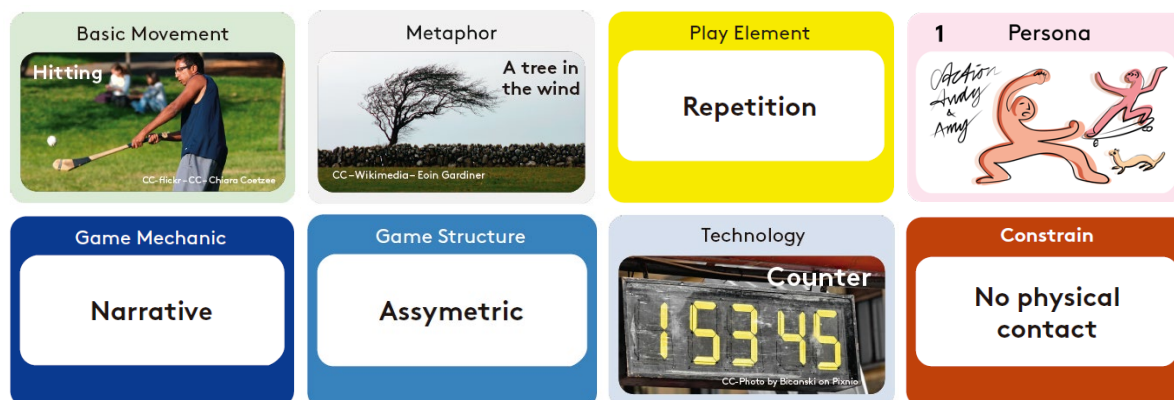 Basic Movement
Hitting
CC-flickr-CC- Chiara Coetzee
Metaphor
A tree in
the wind
CC-Wikimedia- Eoin Gardiner
Play Element
Repetition
1 Persona
Action
Andy
&
Amy
Game Mechanic
Narrative
Game Structure
Assymetric
Technology
Counter
15345
CC-Photo by Bicanski on Pixnio
Constrain
No physical
contact